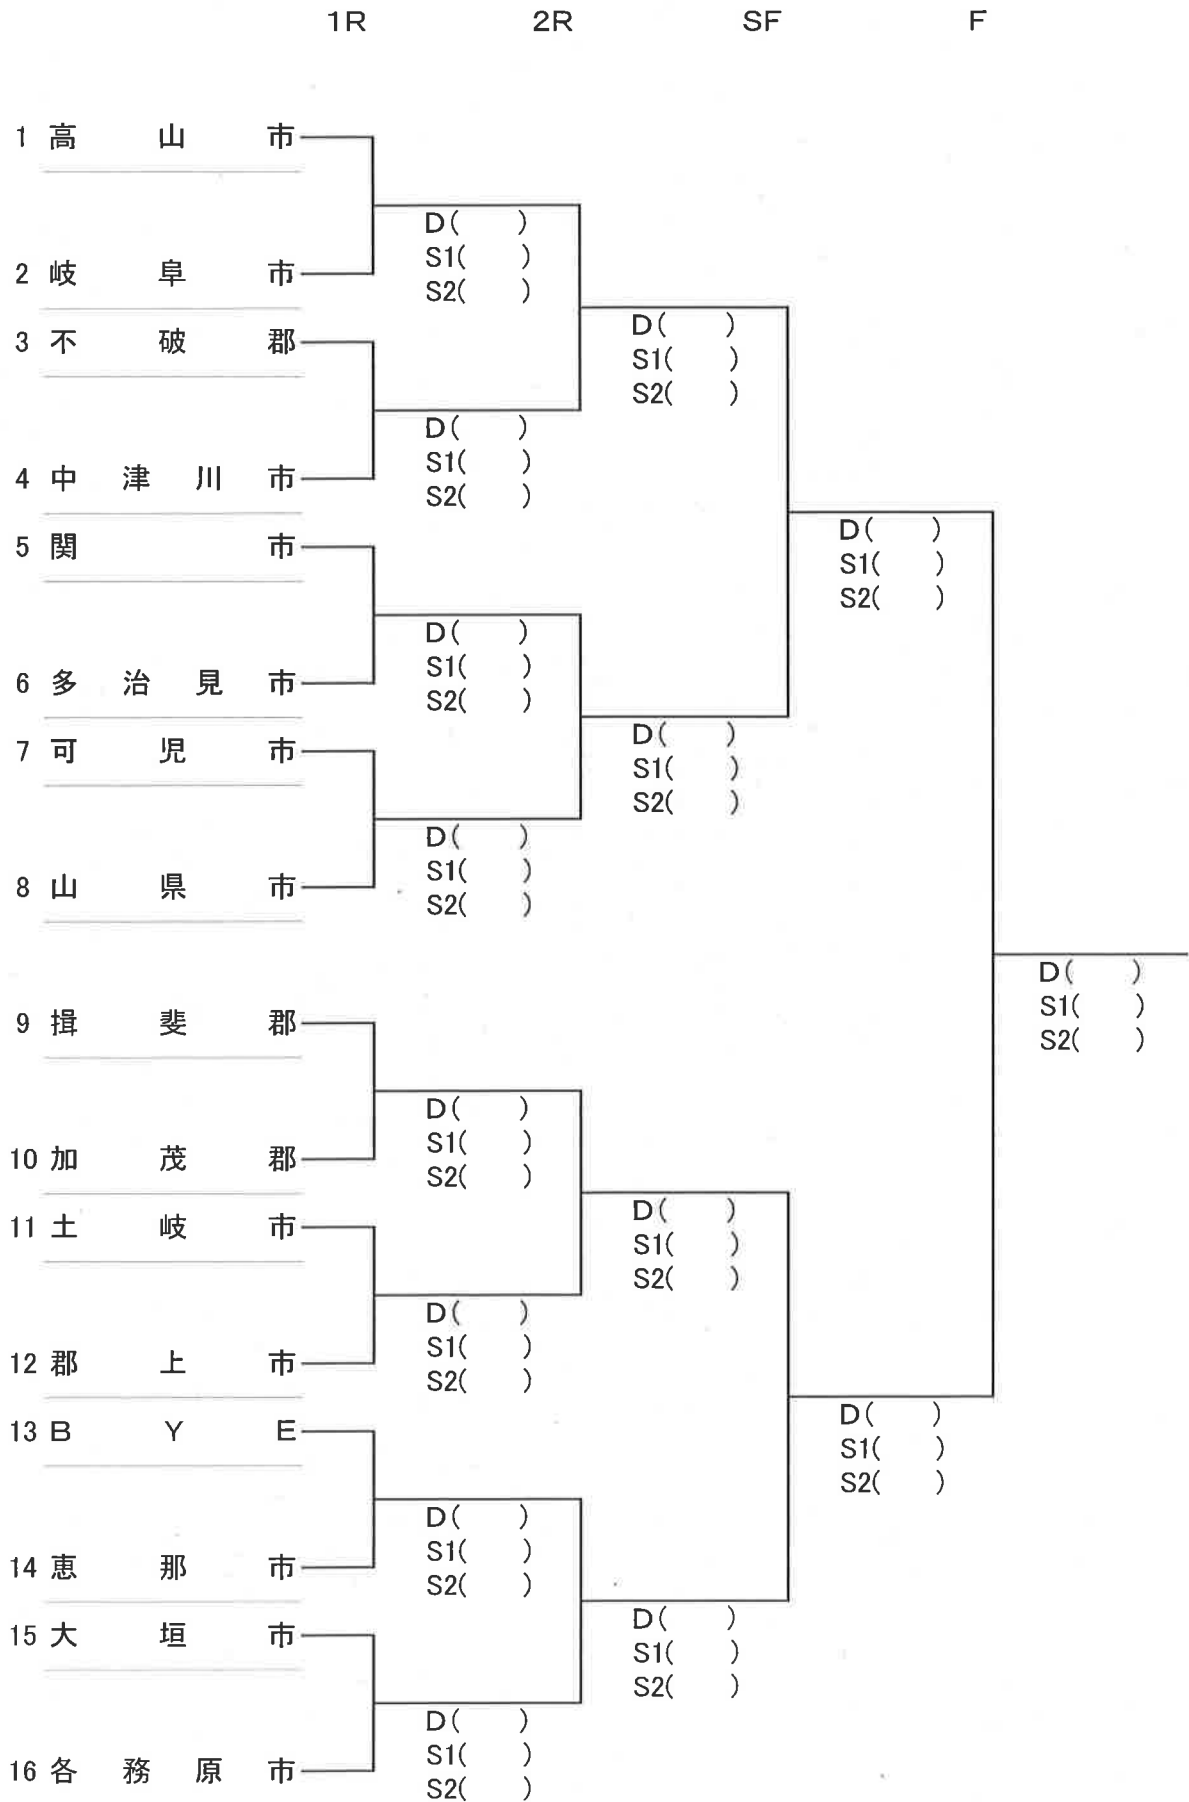 1R 2R SF F
1 高山市
D( )
2 岐阜市 S1( )
S2( )
D( )
3 不破郡 S1( )
S2( )
D( )
4 中津川市 S1( )
S2( )
D( )
5 関市 S1( )
S2( )
D( )
6 多治見市 S1( )
S2( )
D( )
7 可児市 S1( )
S2( )
D( )
8 山県市 S1( )
S2( )
D( )
9 揖斐郡 S1( )
S2( )
D( )
10 加茂郡 S1( )
S2( )
D( )
11 土岐市 S1( )
S2( )
D( )
12 郡上市 S1( )
S2( )
D( )
13 BYE S1( )
S2( )
D( )
14 恵那市 S1( )
S2( )
D( )
15 大垣市 S1( )
S2( )
D( )
16 各務原市 S1( )
S2( )